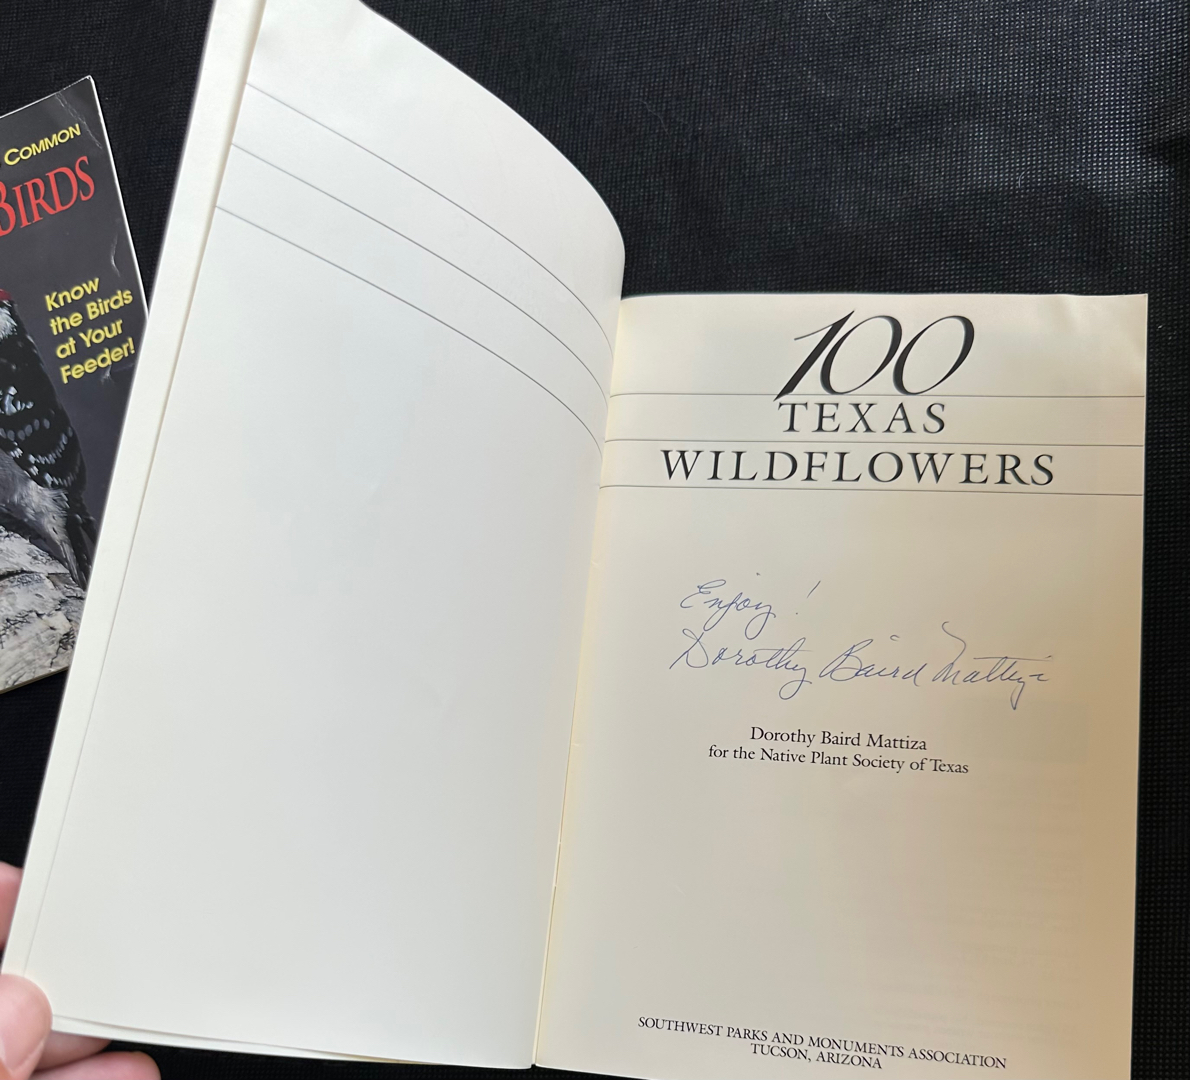 COMMON
BIRDS
Know
the Birds
at Your
Feeder!
100
TEXAS
WILDFLOWERS
Enjoy!
Dorothy Baird Mattiza
Dorothy Baird Mattiza
for the Native Plant Society of Texas
SOUTHWEST PARKS AND MONUMENTS ASSOCIATION
TUCSON, ARIZONA